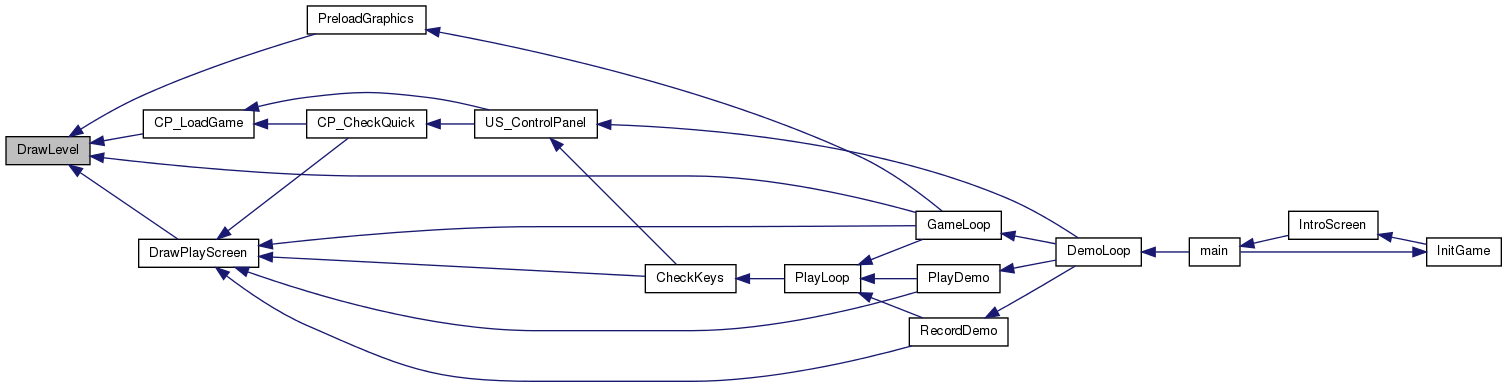 PreloadGraphics
CP_LoadGame
CP_CheckQuick
US_ControlPanel
DrawLevel
GameLoop
IntroScreen
DrawPlayScreen
DemoLoop
main
InitGame
CheckKeys
PlayLoop
PlayDemo
RecordDemo